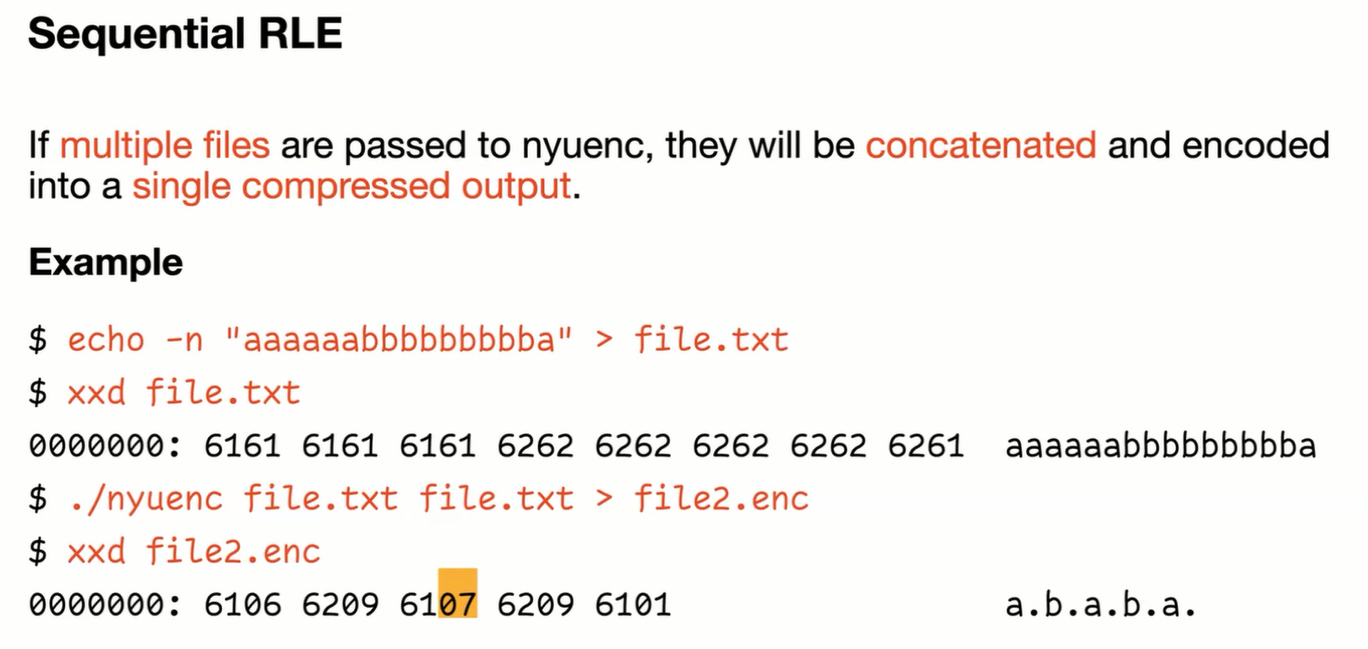 Sequential RLE
If multiple files are passed to nyuenc, they will be concatenated and encoded
into a single compressed output.
Example
$ echo -n "aaaaaabbbbbbbbba" > file.txt
$ xxd file.txt
0000000: 6161 6161 6161 6262 6262 6262 6262 6261  aaaaaabbbbbbbbba
$ ./nyuenc file.txt file.txt > file2.enc
$ xxd file2.enc
0000000: 6106 6209 6107 6209 6101 a.b.a.b.a.